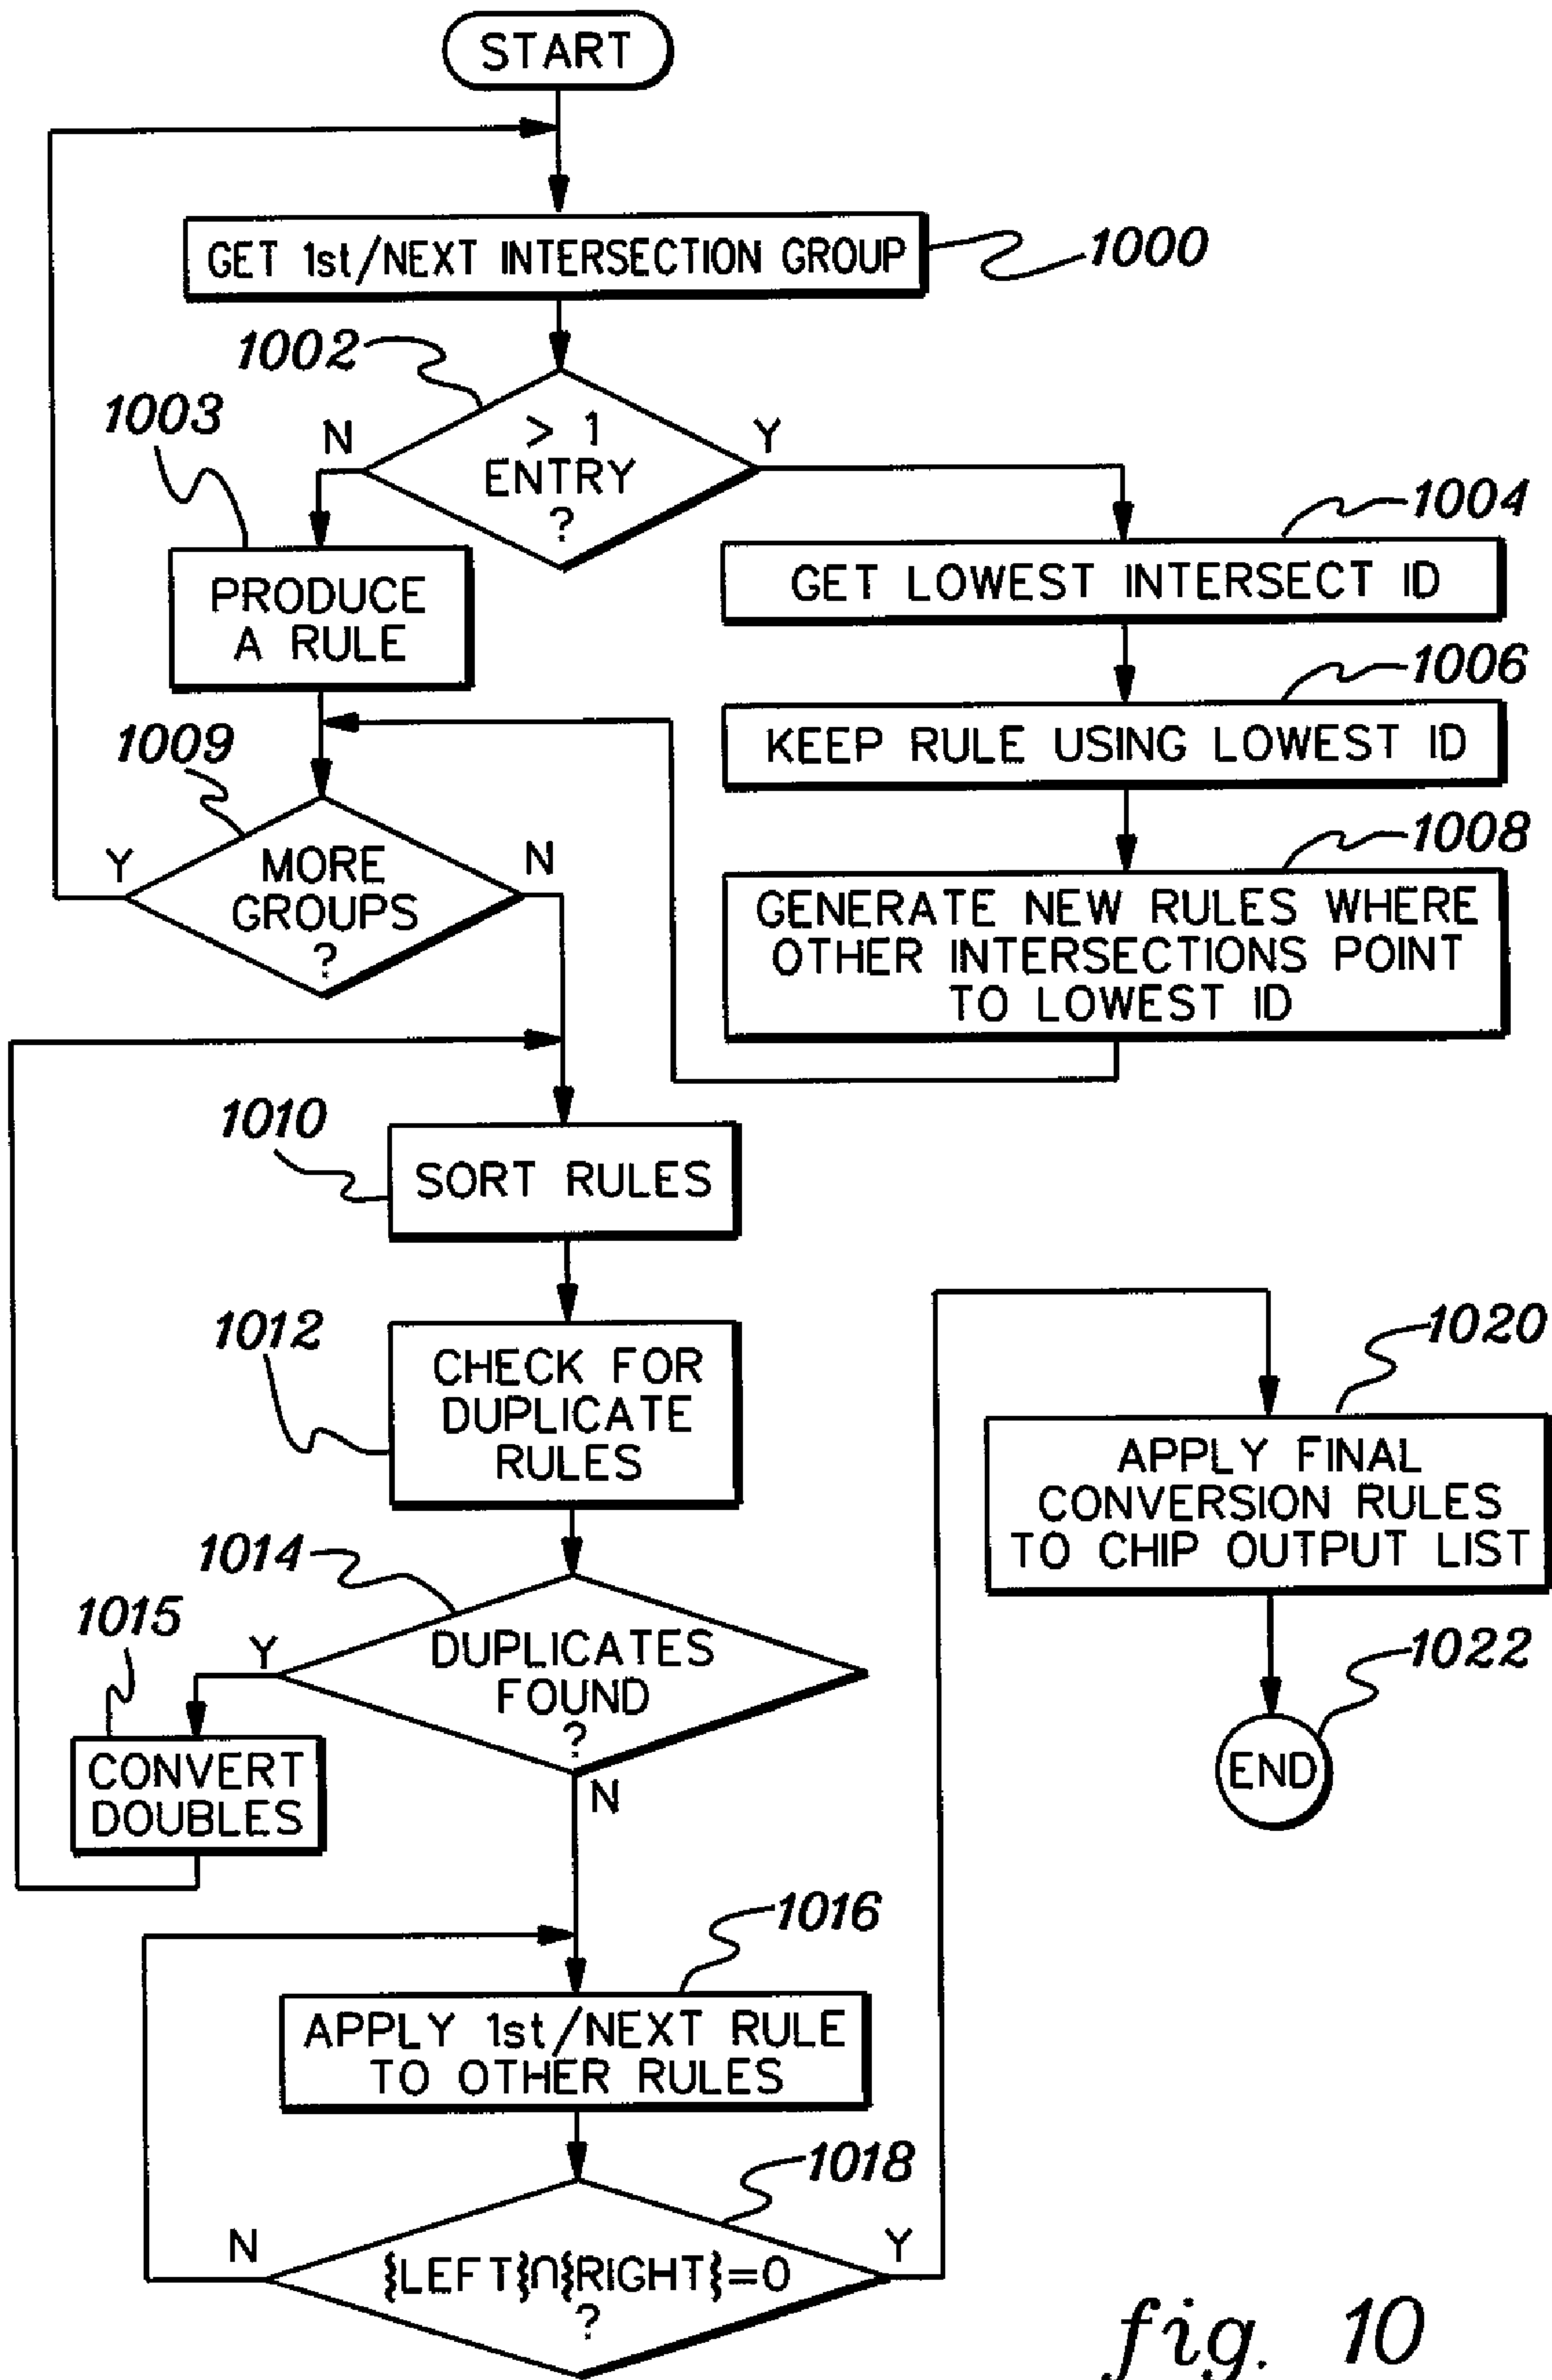 START
GET 1st/NEXT INTERSECTION GROUP
1000
1002
> 1
ENTRY
?
N
Y
1003
PRODUCE
A RULE
1004
GET LOWEST INTERSECT ID
1006
KEEP RULE USING LOWEST ID
1008
GENERATE NEW RULES WHERE
OTHER INTERSECTIONS POINT
TO LOWEST ID
1009
MORE
GROUPS
?
Y
N
1010
SORT RULES
1012
CHECK FOR
DUPLICATE
RULES
1014
DUPLICATES
FOUND
?
Y
N
1015
CONVERT
DOUBLES
1016
APPLY 1st/NEXT RULE
TO OTHER RULES
1018
{LEFT}∩{RIGHT}=0
?
N
Y
1020
APPLY FINAL
CONVERSION RULES
TO CHIP OUTPUT LIST
1022
END
fig. 10